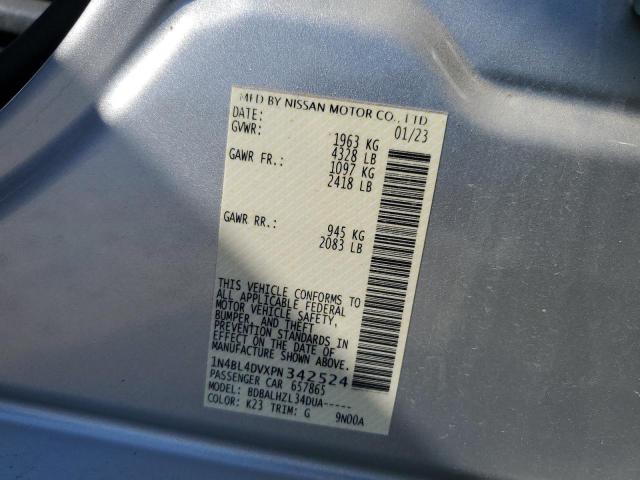 MFD BY NISSAN MOTOR CO., LTD
DATE: 01/23
GVWR: 1963 KG
4328 LB
GAWR FR.: 1097 KG
2418 LB
GAWR RR.: 945 KG
2083 LB
THIS VEHICLE CONFORMS TO
ALL APPLICABLE FEDERAL
MOTOR VEHICLE SAFETY,
BUMPER, AND THEFT
PREVENTION STANDARDS IN
EFFECT ON THE DATE OF
MANUFACTURE SHOWN ABOVE.
1N4BL4DVXPN342524
PASSENGER CAR 657865
BDBALHZL34DUA-----
COLOR: K23 TRIM: G 9N00A